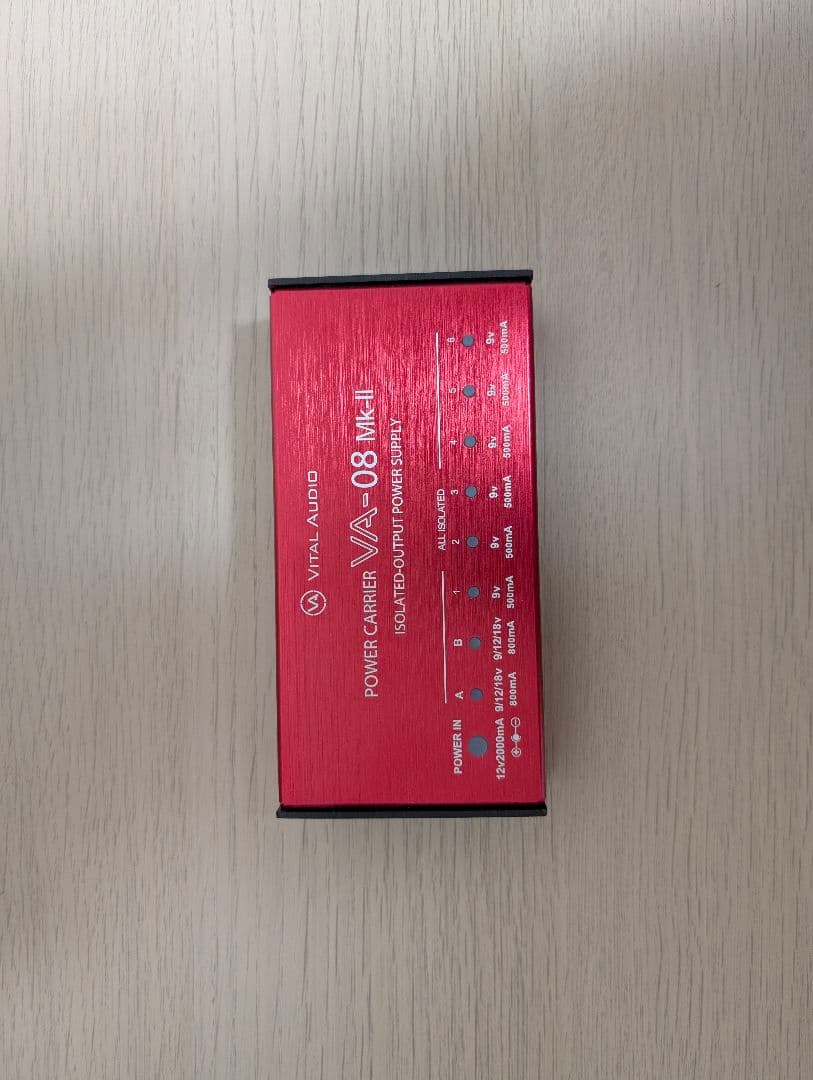 VA VITAL AUDIO
POWER CARRIER VA-08 Mk-II
ISOLATED-OUTPUT POWER SUPPLY
ALL ISOLATED
POWER IN A B 1 2 3 4 5 6
12v2000mA 9/12/18v 9/12/18v 9v 9v 9v 9v 9v 9v
800mA 800mA 500mA 500mA 500mA 500mA 500mA 500mA